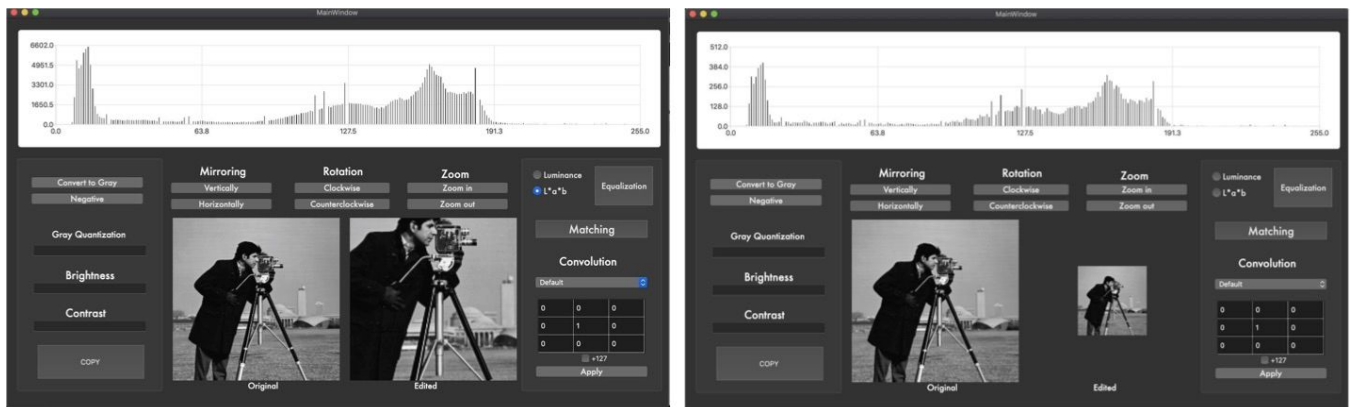 MainWindow
6602.0
4951.5
3301.0
1650.5
0.0
0.0 63.8 127.5 191.3 255.0
Convert to Gray
Negative
Gray Quantization
Brightness
Contrast
COPY
Mirroring
Vertically
Horizontally
Rotation
Clockwise
Counterclockwise
Zoom
Zoom in
Zoom out
Original
Edited
Luminance
L*a*b
Equalization
Matching
Convolution
Default
0 0 0
0 1 0
0 0 0
+127
Apply
MainWindow
512.0
384.0
256.0
128.0
0.0
0.0 63.8 127.5 191.3 255.0
Convert to Gray
Negative
Gray Quantization
Brightness
Contrast
COPY
Mirroring
Vertically
Horizontally
Rotation
Clockwise
Counterclockwise
Zoom
Zoom in
Zoom out
Original
Edited
Luminance
L*a*b
Equalization
Matching
Convolution
Default
0 0 0
0 1 0
0 0 0
+127
Apply